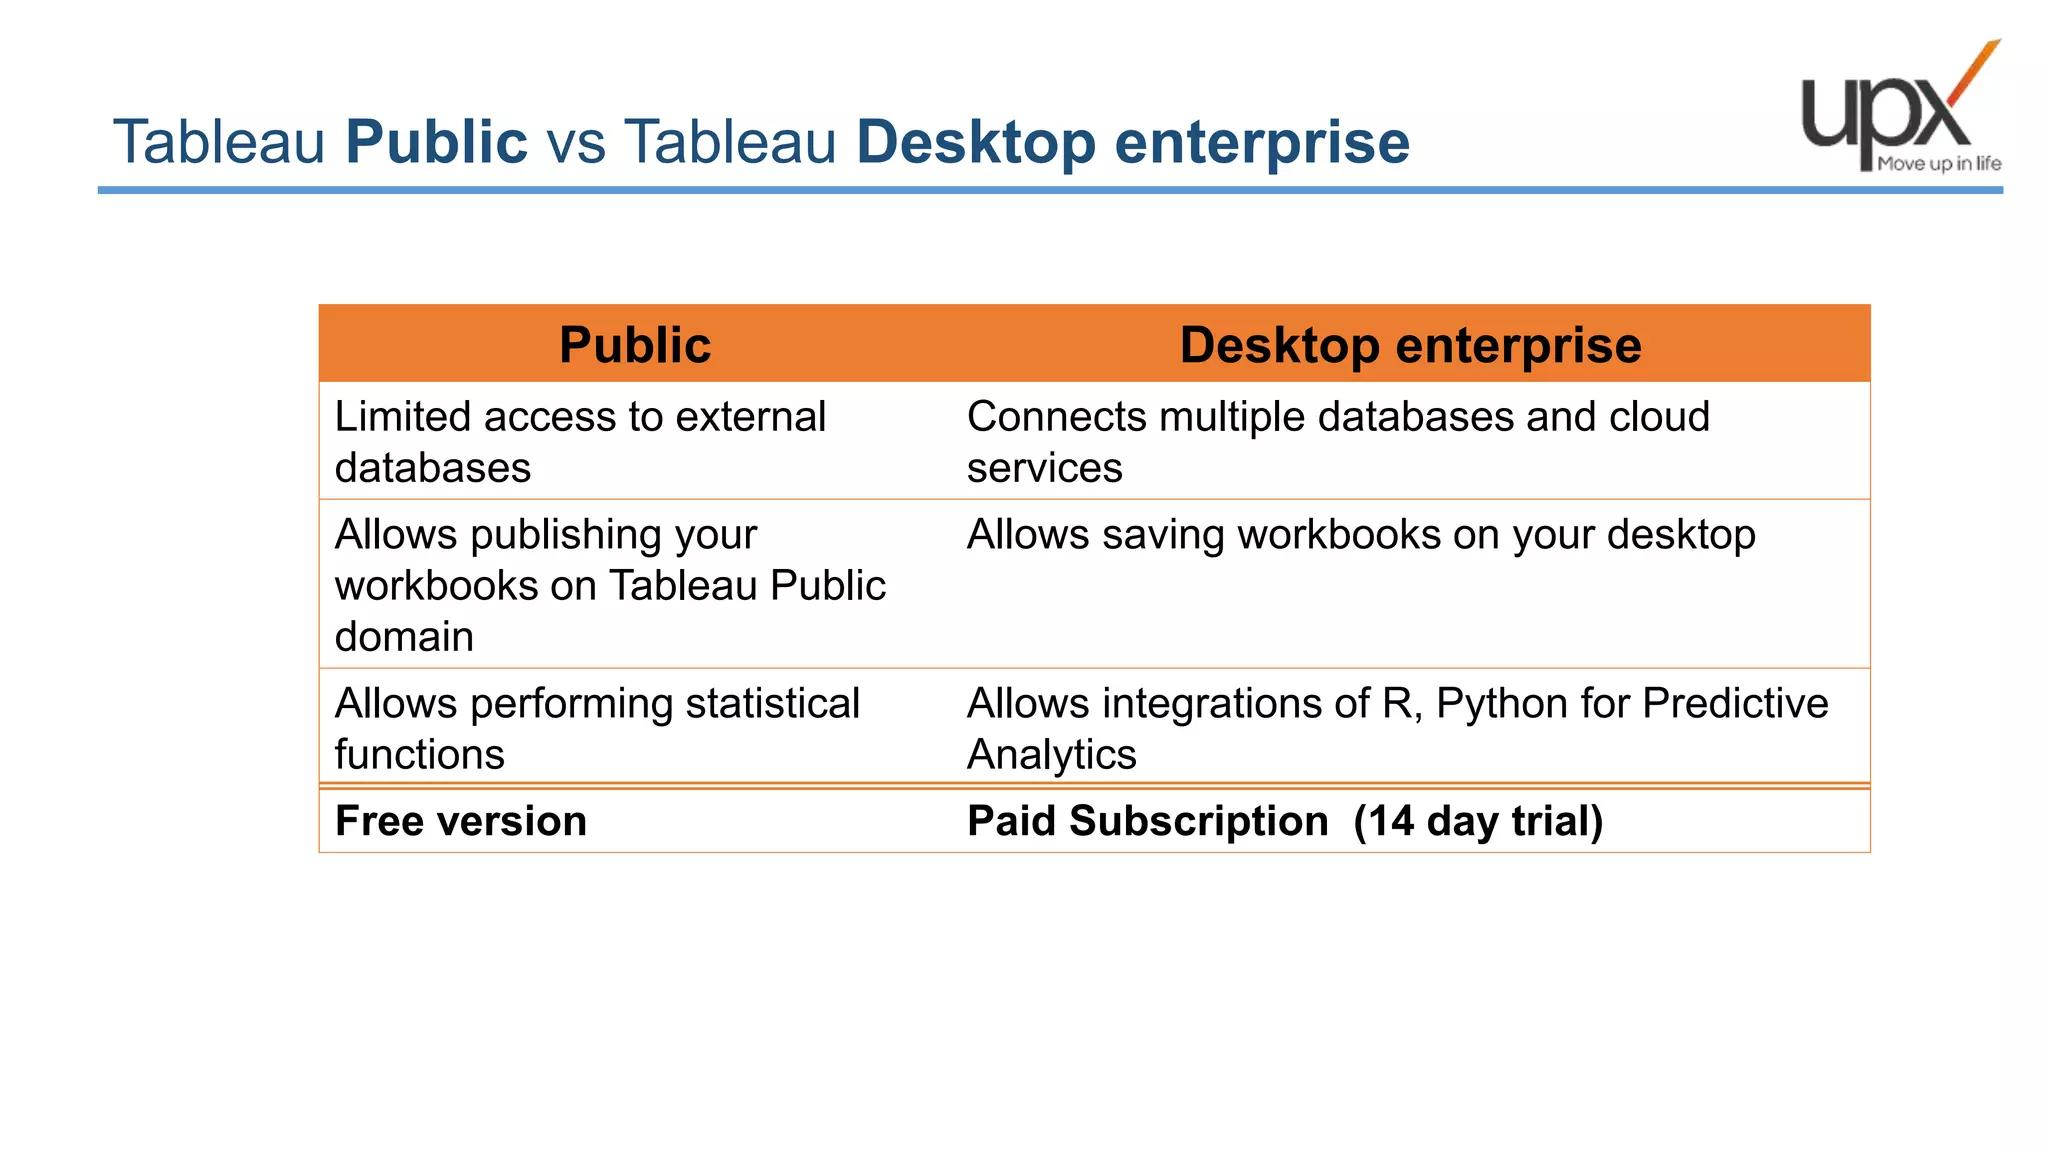 Tableau Public vs Tableau Desktop enterprise
upx
Move up in life
Public
Desktop enterprise
Limited access to external
databases
Connects multiple databases and cloud
services
Allows publishing your
workbooks on Tableau Public
domain
Allows saving workbooks on your desktop
Allows performing statistical
functions
Allows integrations of R, Python for Predictive
Analytics
Free version
Paid Subscription (14 day trial)